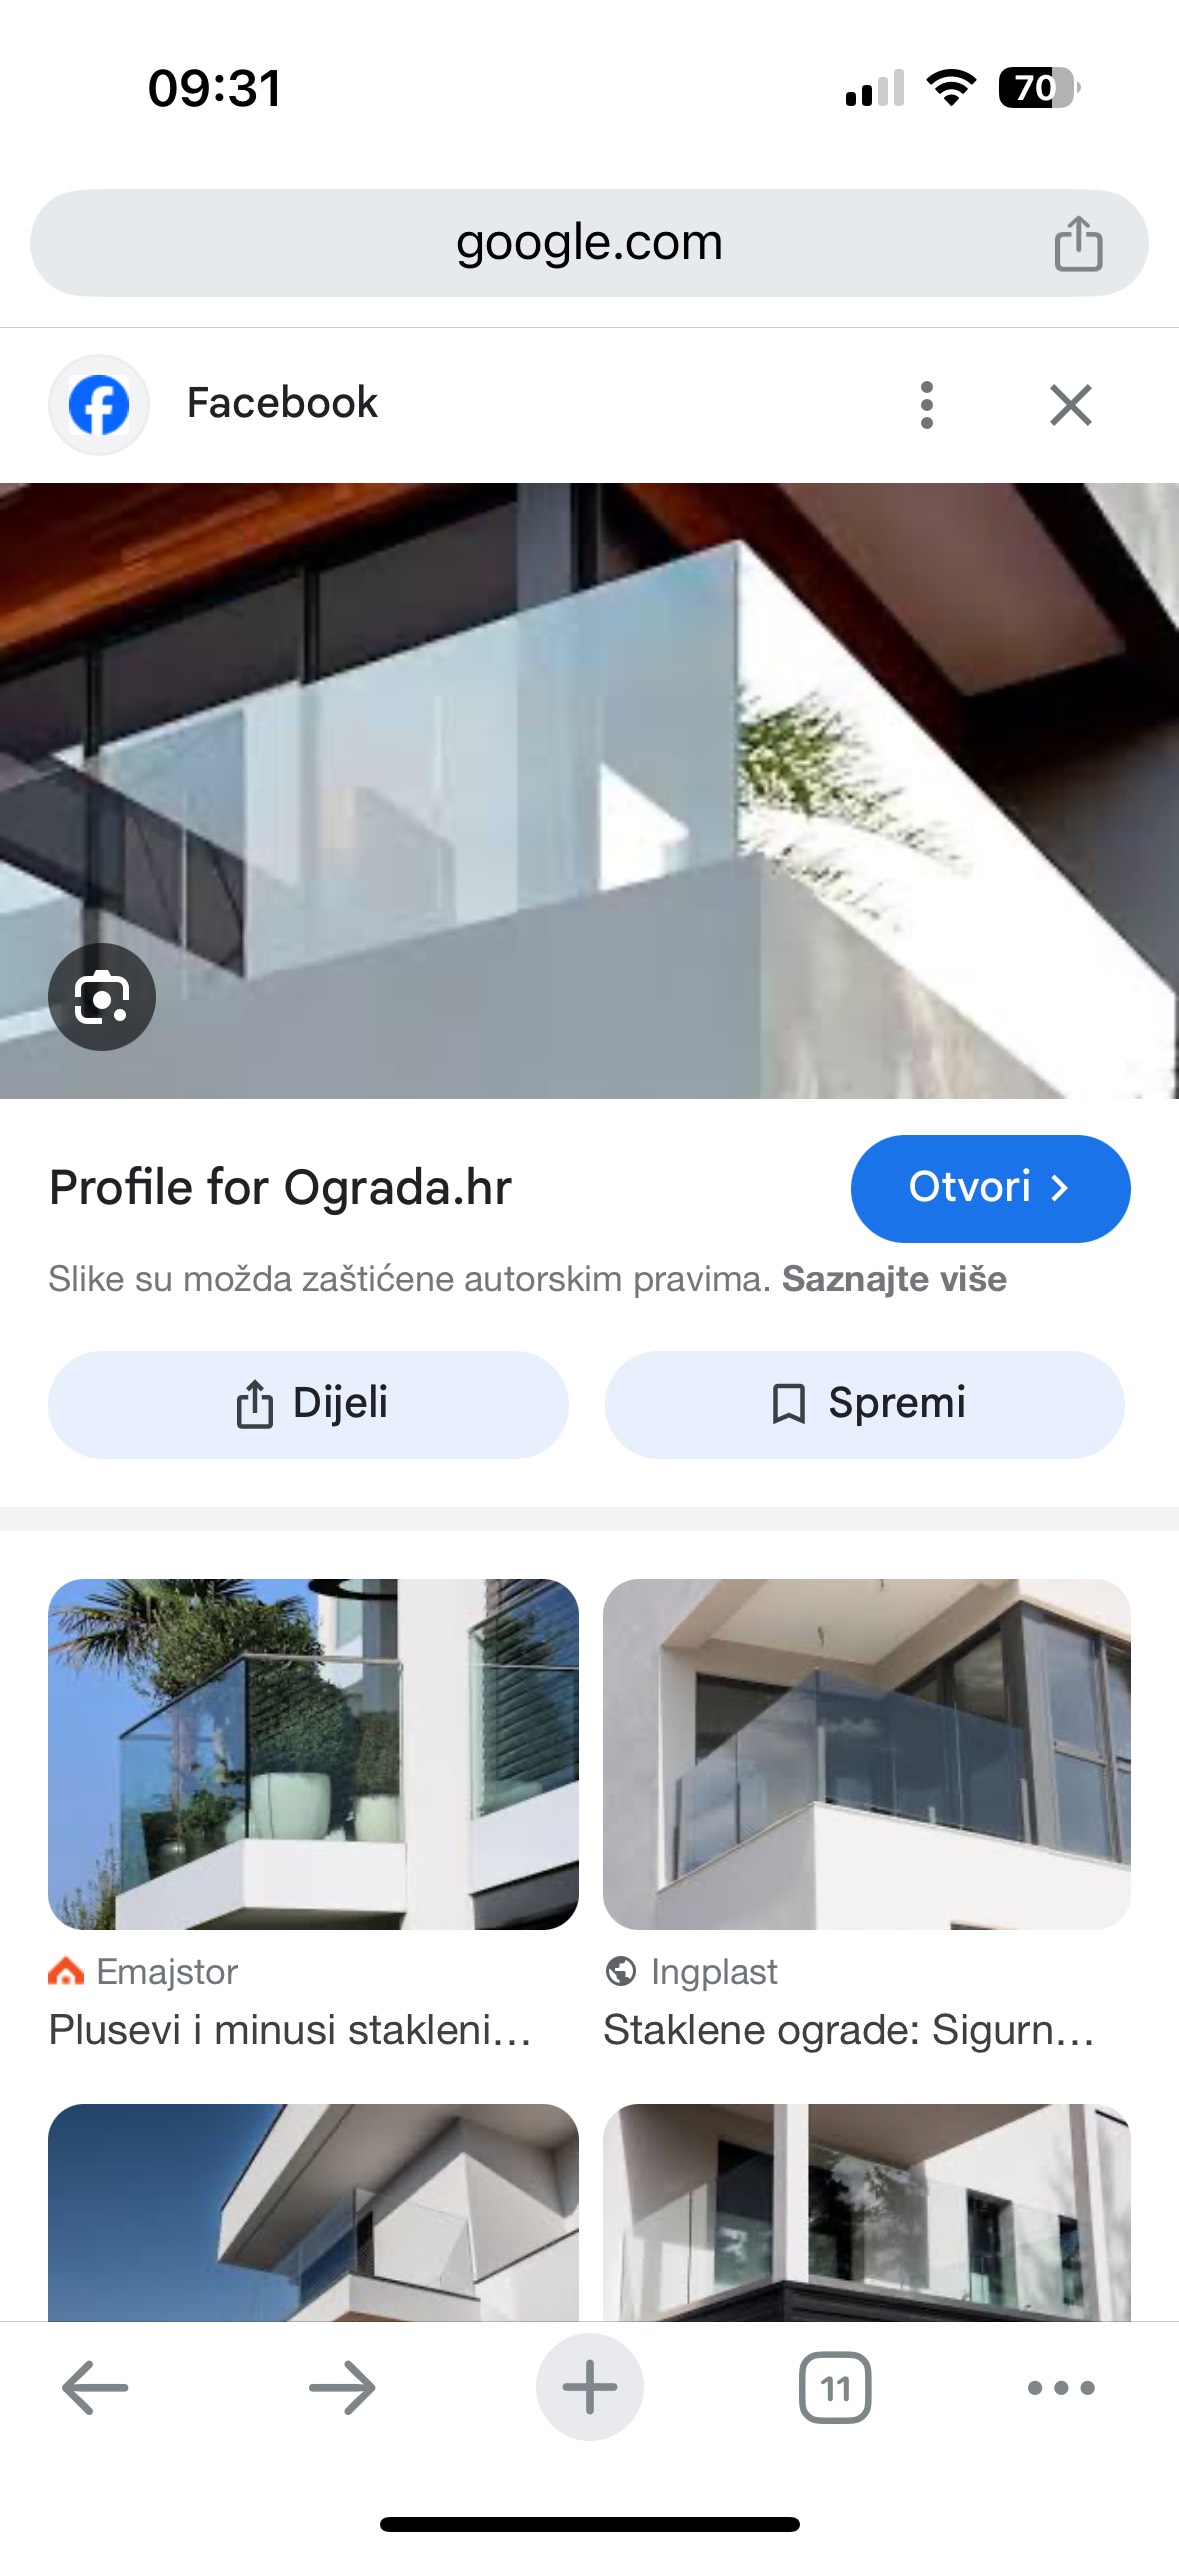 09:31
70
google.com
Facebook
Profile for Ograda.hr
Otvori
Slike su možda zaštićene autorskim pravima. Saznajte više
Dijeli
Spremi
Emajstor
Ingplast
Plusevi i minusi stakleni...
Staklene ograde: Sigurn...
11